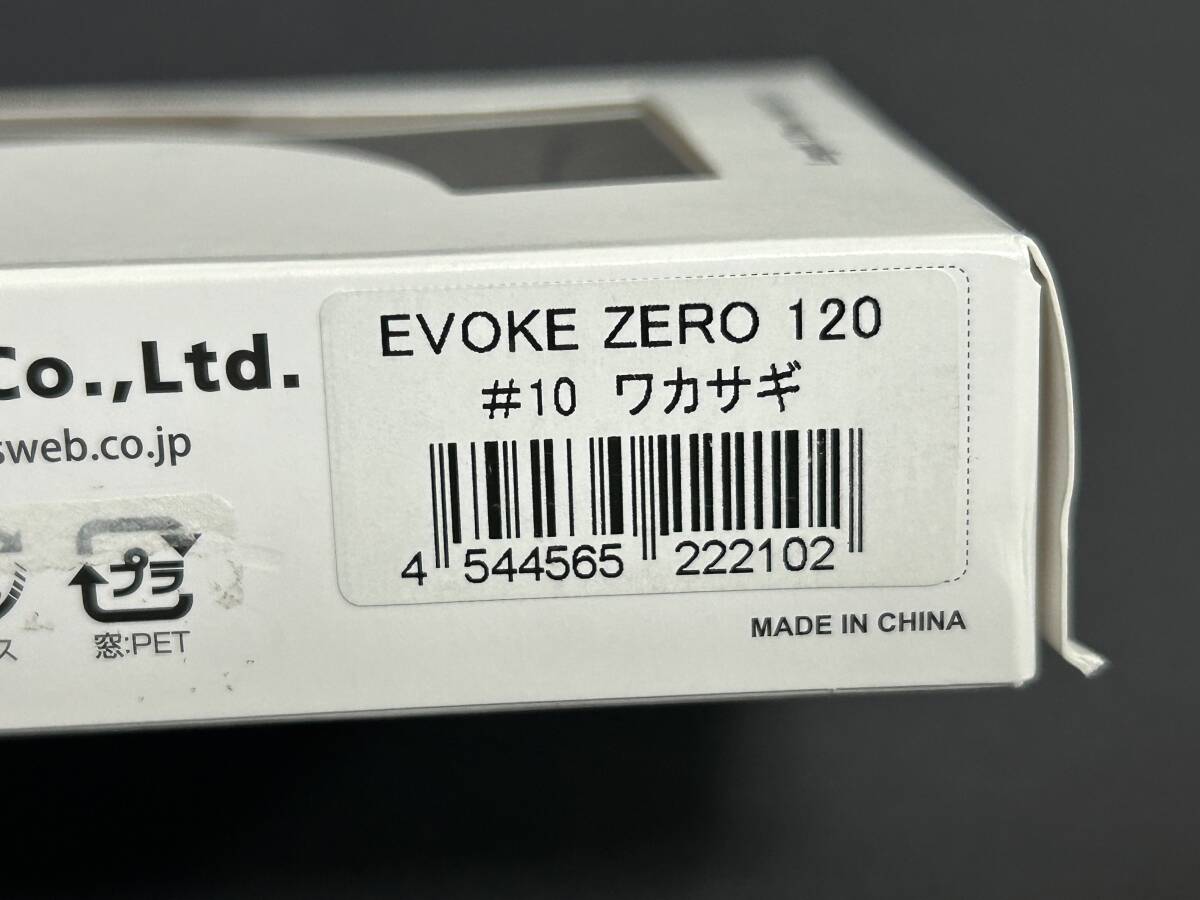 Co.,Ltd.
sweb.co.jp
プラ
窓:PET
ス
EVOKE ZERO 120
#10 ワカサギ
4 544565 222102
MADE IN CHINA